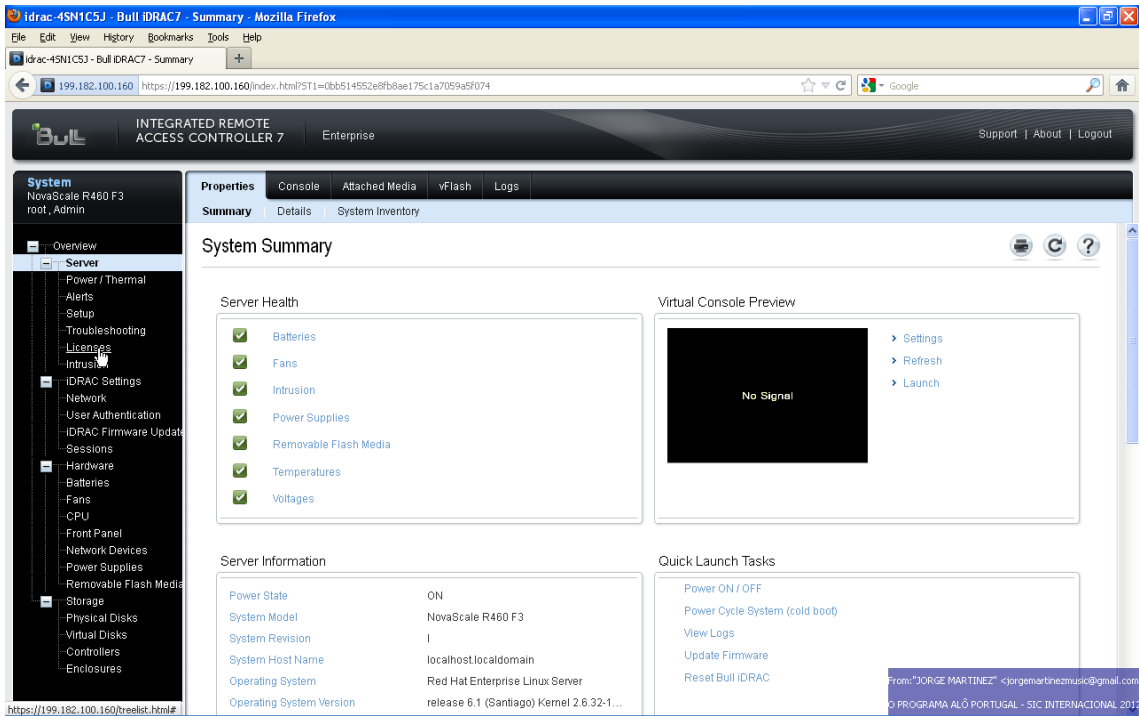 idrac-4SN1C5J - Bull iDRAC7 - Summary - Mozilla Firefox
File Edit View History Bookmarks Tools Help
idrac-4SN1C5J - Bull iDRAC7 - Summary
199.182.100.160 https://199.182.100.160/index.html?ST1=0bb514552e8fb8ae175c1a7059a5f074 Google
Bull
INTEGRATED REMOTE
ACCESS CONTROLLER 7 Enterprise
Support | About | Logout
System
NovaScale R460 F3
root , Admin
Properties Console Attached Media vFlash Logs
Summary Details System Inventory
Overview
Server
Power / Thermal
Alerts
Setup
Troubleshooting
Licenses
Intrusion
iDRAC Settings
Network
User Authentication
iDRAC Firmware Update
Sessions
Hardware
Batteries
Fans
CPU
Front Panel
Network Devices
Power Supplies
Removable Flash Media
Storage
Physical Disks
Virtual Disks
Controllers
Enclosures
System Summary
Server Health
Batteries
Fans
Intrusion
Power Supplies
Removable Flash Media
Temperatures
Voltages
Virtual Console Preview
No Signal
Settings
Refresh
Launch
Server Information
Power State ON
System Model NovaScale R460 F3
System Revision I
System Host Name localhost.localdomain
Operating System Red Hat Enterprise Linux Server
Operating System Version release 6.1 (Santiago) Kernel 2.6.32-1...
Quick Launch Tasks
Power ON / OFF
Power Cycle System (cold boot)
View Logs
Update Firmware
Reset Bull iDRAC
From:"JORGE MARTINEZ" <jorgemartinezmusic@gmail.com
O PROGRAMA ALÔ PORTUGAL - SIC INTERNACIONAL 2012
https://199.182.100.160/treelist.html#